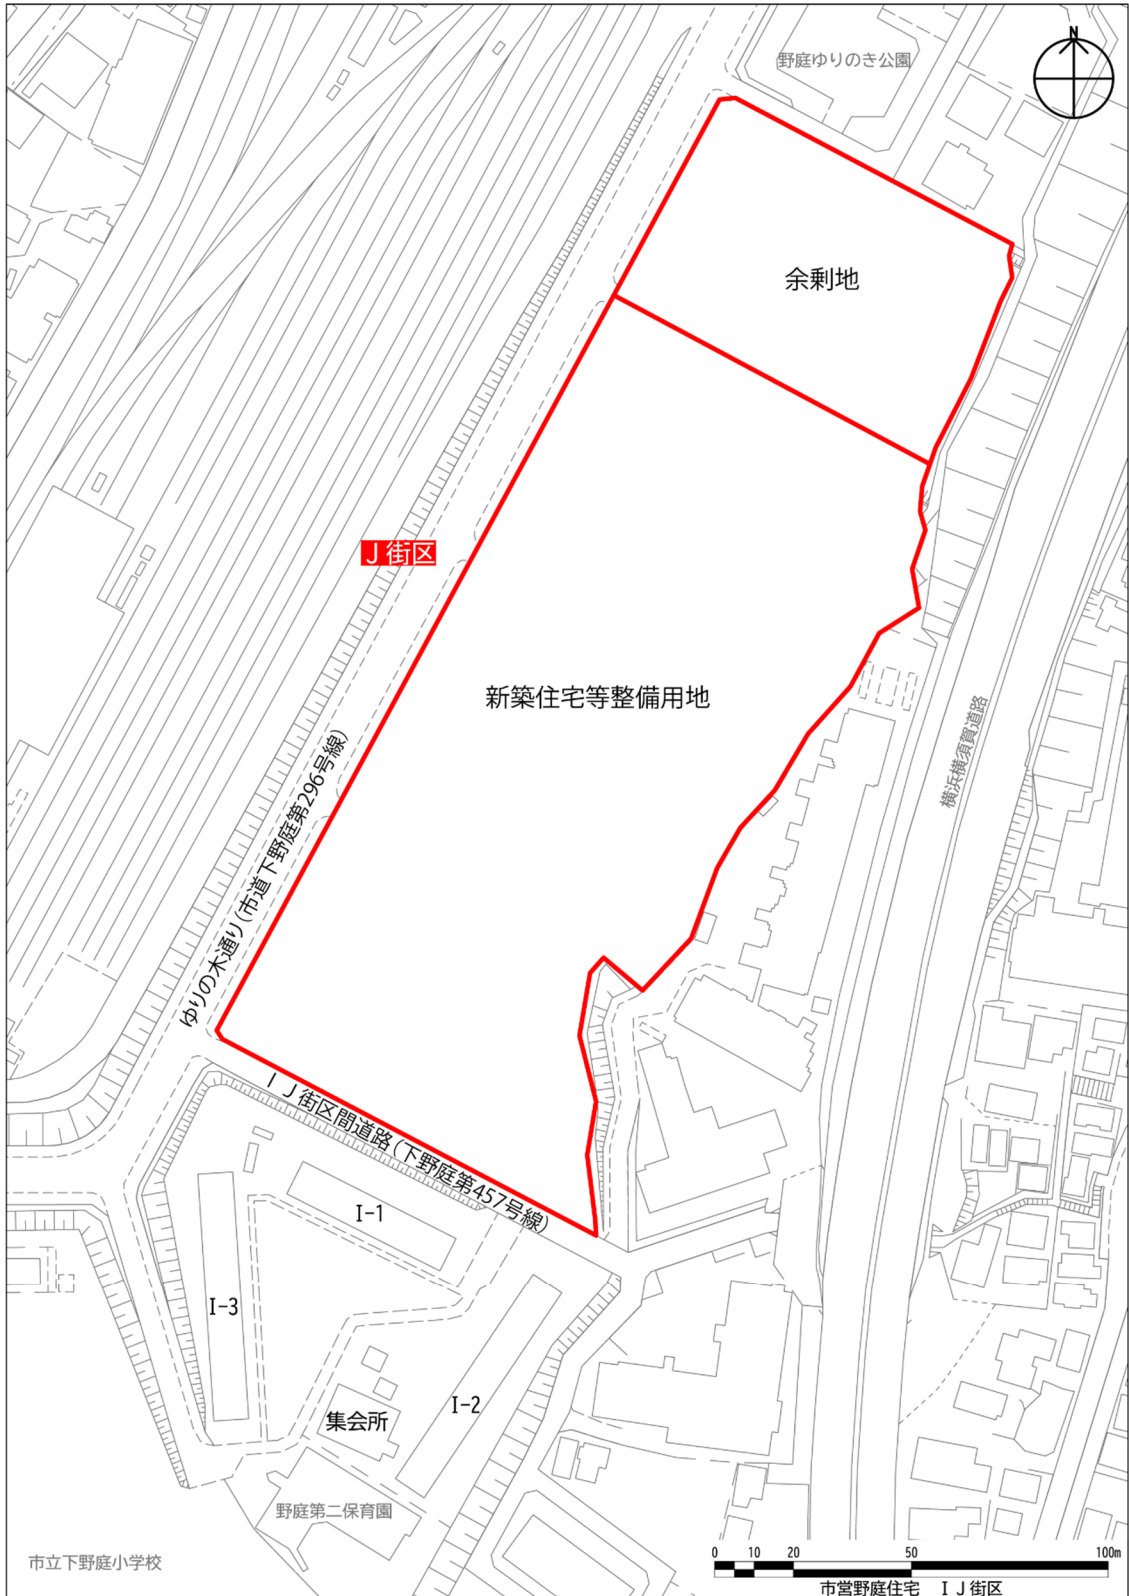 野庭ゆりのき公園
N
余剰地
J街区
新築住宅等整備用地
横浜横須賀道路
ゆりの木通り(市道下野庭第296号線)
IJ街区間道路(下野庭第457号線)
I-1
I-3
I-2
集会所
野庭第二保育園
市立下野庭小学校
0 10 20 50 100m
市営野庭住宅 IJ街区